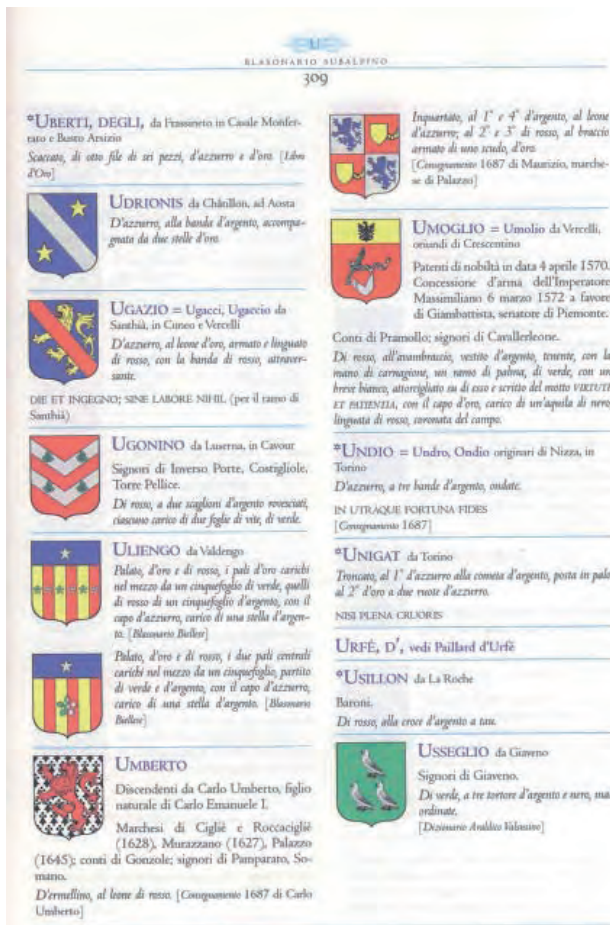 U
BLASONARIO SUBALPINO
309
*UBERTI, DEGLI, da Frassineto in Casale Monfer-
rato e Busto Arsizio
Scaccato, di otto file di sei pezzi, d'azzurro e d'oro. [Libro
d'Oro]
UDRIONIS da Châtillon, ad Aosta
D'azzurro, alla banda d'argento, accompa-
gnata da due stelle d'oro.
UGAZIO = Ugacci, Ugaccio da
Santhià, in Cuneo e Vercelli
D'azzurro, al leone d'oro, armato e linguato
di rosso, con la banda di rosso, attraver-
sante.
DIE ET INGEGNO; SINE LABORE NIHIL (per il ramo di
Santhià)
UGONINO da Luserna, in Cavour
Signori di Inverso Porte, Costigliole,
Torre Pellice.
Di rosso, a due scaglioni d'argento rovesciati,
ciascuno carico di due foglie di vite, di verde.
ULIENGO da Valdengo
Palato, d'oro e di rosso, i pali d'oro carichi
nel mezzo da un cinquefoglio di verde, quelli
di rosso di un cinquefoglio d'argento, con il
capo d'azzurro, carico di una stella d'argen-
to. [Blasonario Biellese]
Palato, d'oro e di rosso, i due pali centrali
carichi nel mezzo da un cinquefoglio, partito
di verde e d'argento, con il capo d'azzurro,
carico di una stella d'argento. [Blasonario
Biellese]
UMBERTO
Discendenti da Carlo Umberto, figlio
naturale di Carlo Emanuele I.
Marchesi di Cigliè e Roccacigliè
(1628), Murazzano (1627), Palazzo
(1645); conti di Gonzole; signori di Pamparato, So-
mano.
D'ermellino, al leone di rosso. [Consegnamento 1687 di Carlo
Umberto]
Inquartato, al 1° e 4° d'argento, al leone
d'azzurro; al 2° e 3° di rosso, al braccio
armato di uno scudo, d'oro.
[Consegnamento 1687 di Maurizio, marche-
se di Palazzo]
UMOGLIO = Umolio da Vercelli,
oriundi di Crescentino
Patenti di nobiltà in data 4 aprile 1570.
Concessione d'arma dell'Imperatore
Massimiliano 6 marzo 1572 a favore
di Giambattista, senatore di Piemonte.
Conti di Pramollo; signori di Cavallerleone.
Di rosso, all'avambraccio, vestito d'argento, tenente, con la
mano di carnagione, un ramo di palma, di verde, con un
breve bianco, attorcigliato su di esso e scritto del motto VIRTUTE
ET PATIENTIA, con il capo d'oro, carico di un'aquila di nero,
linguata di rosso, coronata del campo.
*UNDIO = Undro, Ondio originari di Nizza, in
Torino
D'azzurro, a tre bande d'argento, ondate.
IN UTRAQUE FORTUNA FIDES
[Consegnamento 1687]
*UNIGAT da Torino
Troncato, al 1° d'azzurro alla cometa d'argento, posta in palo
al 2° d'oro a due ruote d'azzurro.
NISI PLENA CRUORIS
URFÉ, D', vedi Paillard d'Urfé
*USILLON da La Roche
Baroni.
Di rosso, alla croce d'argento a tau.
USSEGLIO da Giaveno
Signori di Giaveno.
Di verde, a tre tortore d'argento e nero, ma
ordinate.
[Dizionario Araldico Valsusino]